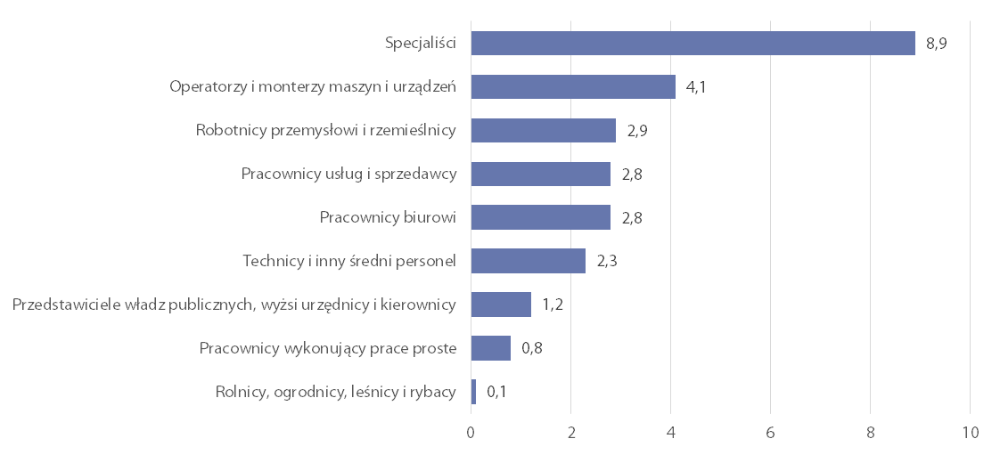 Specjaliści 8,9
Operatorzy i monterzy maszyn i urządzeń 4,1
Robotnicy przemysłowi i rzemieślnicy 2,9
Pracownicy usług i sprzedawcy 2,8
Pracownicy biurowi 2,8
Technicy i inny średni personel 2,3
Przedstawiciele władz publicznych, wyżsi urzędnicy i kierownicy 1,2
Pracownicy wykonujący prace proste 0,8
Rolnicy, ogrodnicy, leśnicy i rybacy 0,1
0 2 4 6 8 10